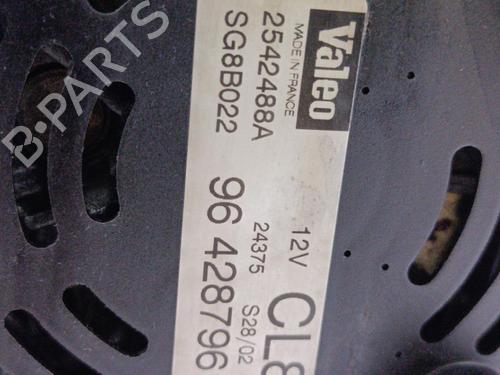 Valeo
MADE IN FRANCE
2542488A
SG8B022
12V
CL8
24375
S28/02
96 428796
B-PARTS